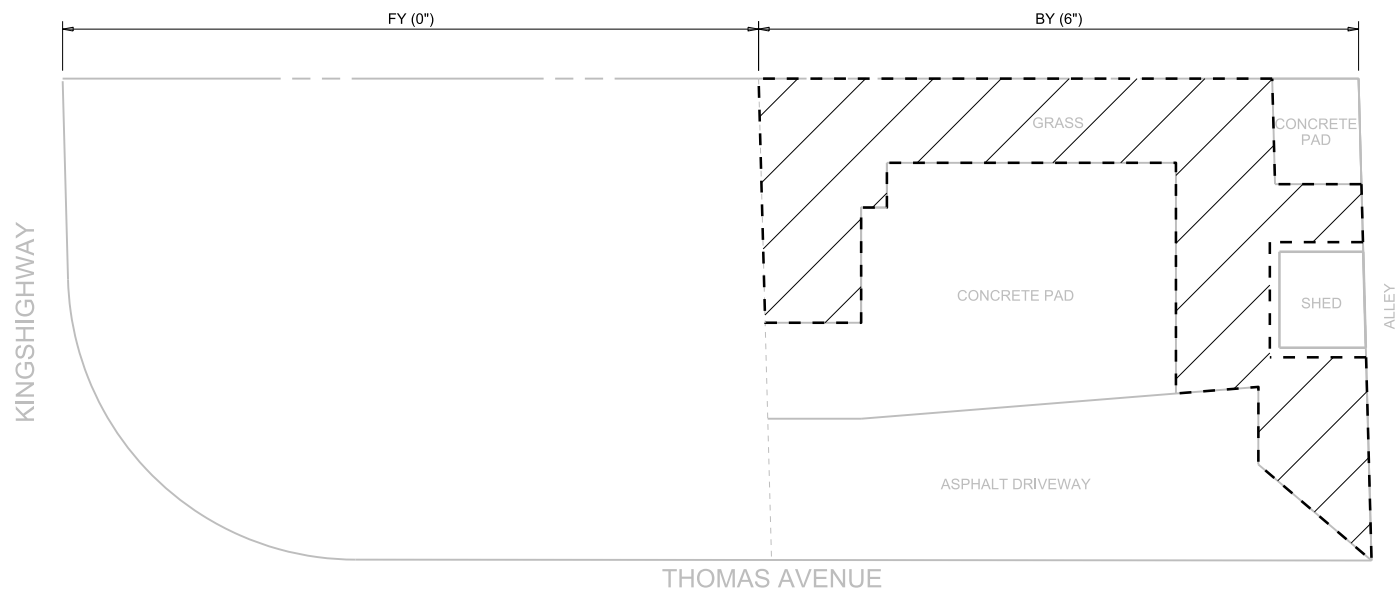 FY (0")
BY (6")
GRASS
CONCRETE
PAD
KINGSHIGHWAY
CONCRETE PAD
SHED
ALLEY
ASPHALT DRIVEWAY
THOMAS AVENUE